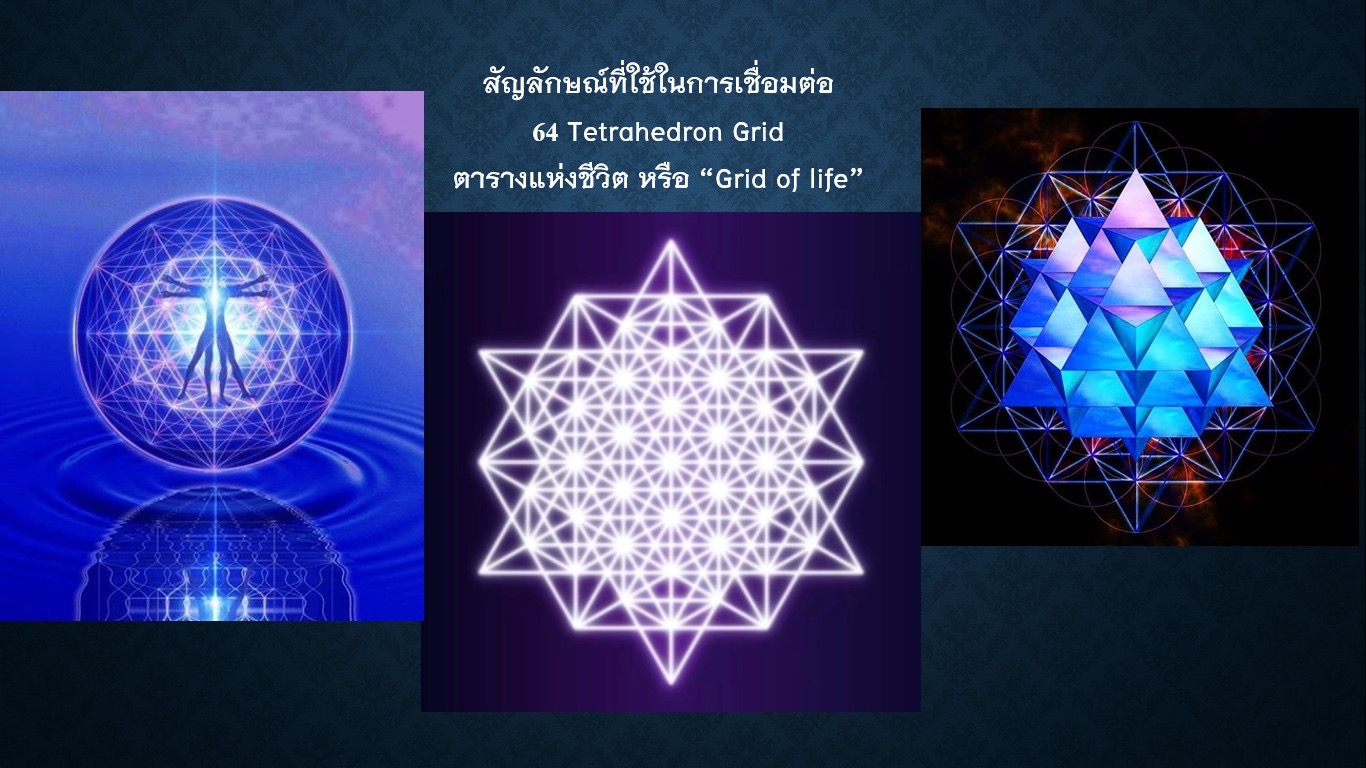 สัญลักษณ์ที่ใช้ในการเชื่อมต่อ
64 Tetrahedron Grid
ตารางแห่งชีวิต หรือ “Grid of life”